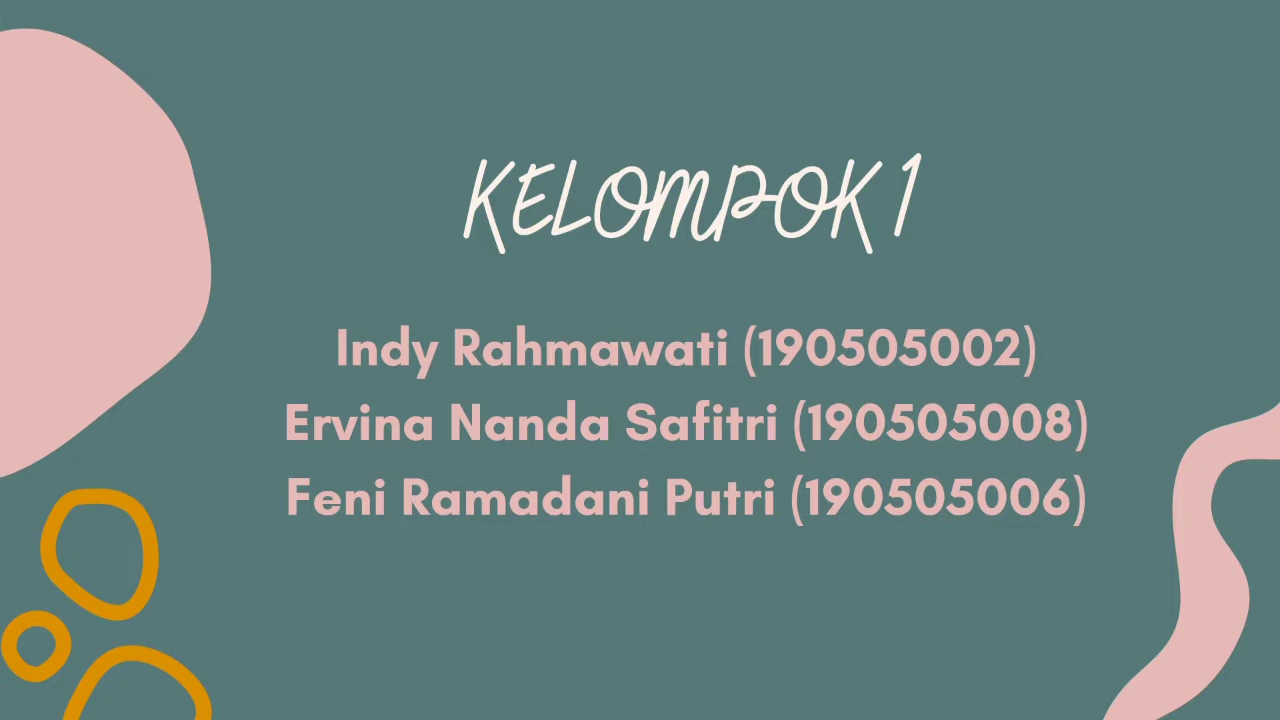 KELOMPOK 1
Indy Rahmawati (190505002)
Ervina Nanda Safitri (190505008)
Feni Ramadani Putri (190505006)